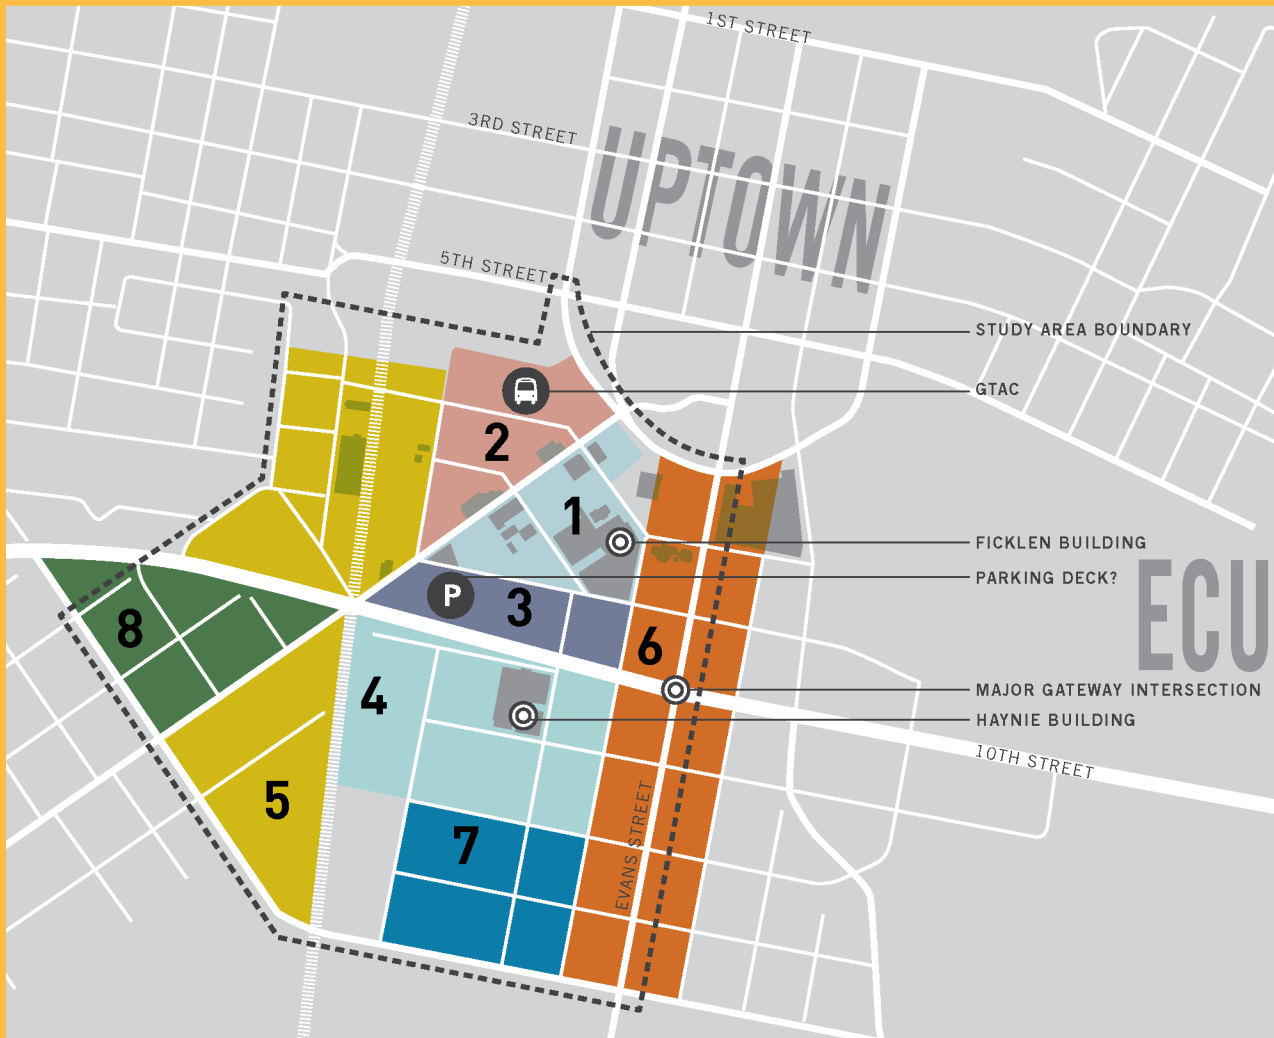 1ST STREET
3RD STREET
UPTOWN
5TH STREET
STUDY AREA BOUNDARY
GTAC
2
1
FICKLEN BUILDING
PARKING DECK?
ECU
P
3
8
6
4
MAJOR GATEWAY INTERSECTION
HAYNIE BUILDING
10TH STREET
5
EVANS STREET
7